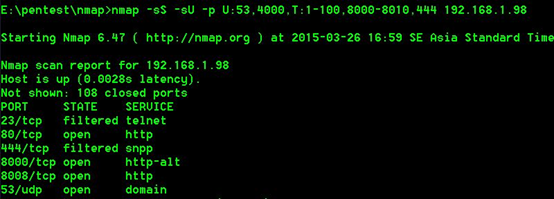 E:\pentest\nmap>nmap -sS -sU -p U:53,4000,T:1-100,8000-8010,444 192.168.1.98
Starting Nmap 6.47 ( http://nmap.org ) at 2015-03-26 16:59 SE Asia Standard Time
Nmap scan report for 192.168.1.98
Host is up (0.0028s latency).
Not shown: 108 closed ports
PORT     STATE    SERVICE
23/tcp   filtered telnet
80/tcp   open     http
444/tcp  filtered snpp
8000/tcp open     http-alt
8008/tcp open     http
53/udp   open     domain